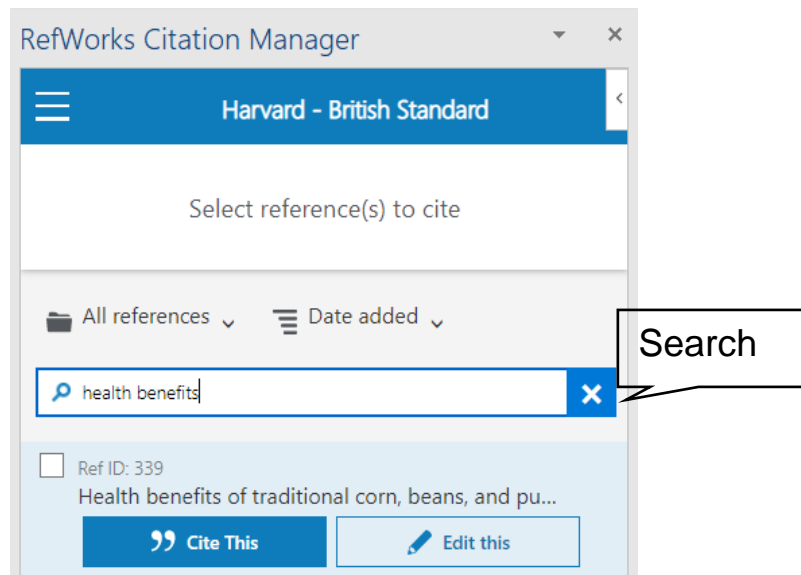 RefWorks Citation Manager
Harvard - British Standard
Select reference(s) to cite
All references Date added
Search
health benefits
Ref ID: 339
Health benefits of traditional corn, beans, and pu...
Cite This Edit this